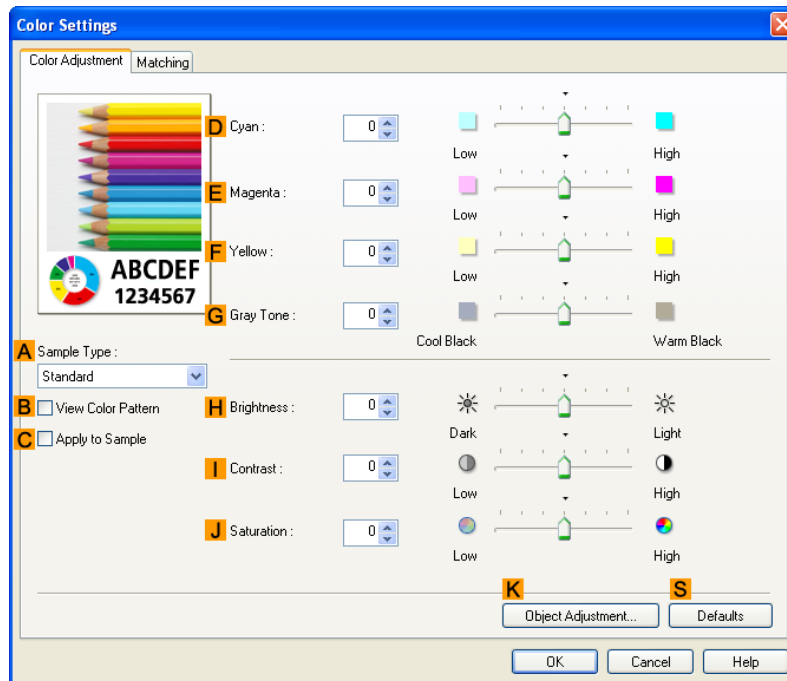 Color Settings
Color Adjustment Matching
D Cyan : 0 Low High
E Magenta : 0 Low High
F Yellow : 0 Low High
ABCDEF
1234567
G Gray Tone : 0 Cool Black Warm Black
A Sample Type :
Standard
B View Color Pattern
C Apply to Sample
H Brightness : 0 Dark Light
I Contrast : 0 Low High
J Saturation : 0 Low High
K S
Object Adjustment... Defaults
OK Cancel Help